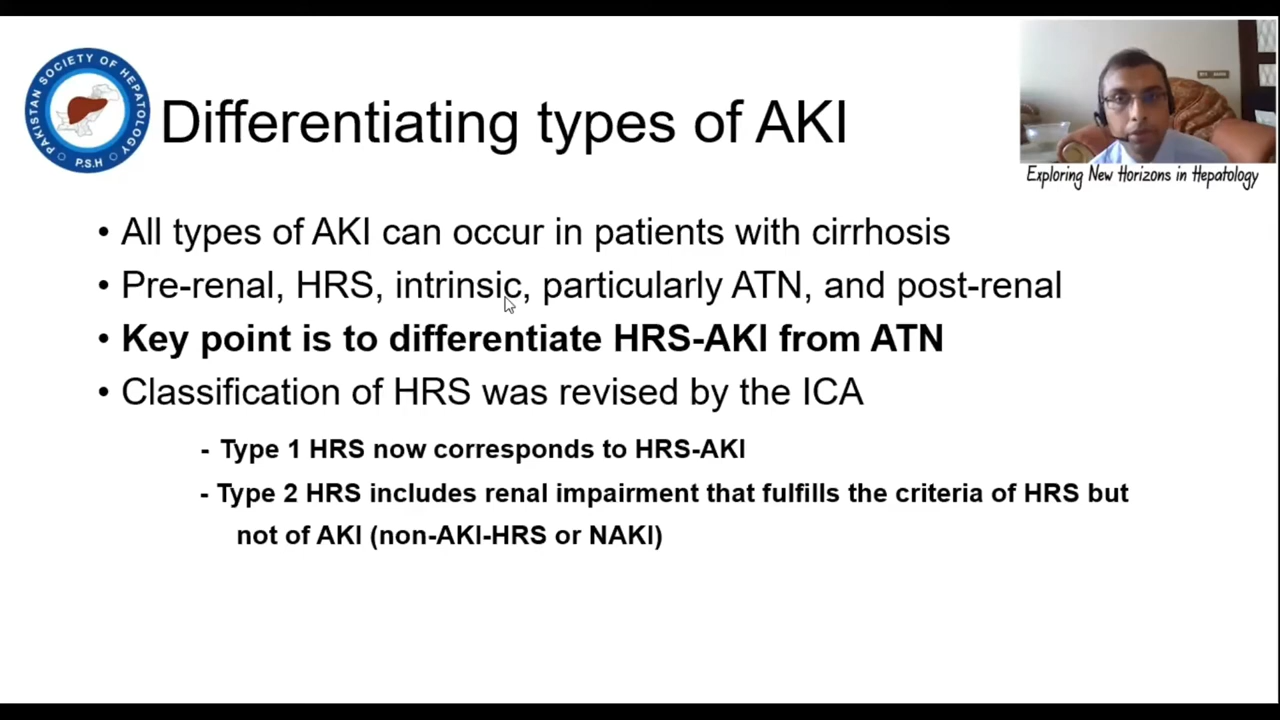 PAKISTAN SOCIETY OF HEPATOLOGY
P.S.H
Differentiating types of AKI
Exploring New Horizons in Hepatology
• All types of AKI can occur in patients with cirrhosis
• Pre-renal, HRS, intrinsic, particularly ATN, and post-renal
• Key point is to differentiate HRS-AKI from ATN
• Classification of HRS was revised by the ICA
- Type 1 HRS now corresponds to HRS-AKI
- Type 2 HRS includes renal impairment that fulfills the criteria of HRS but
not of AKI (non-AKI-HRS or NAKI)